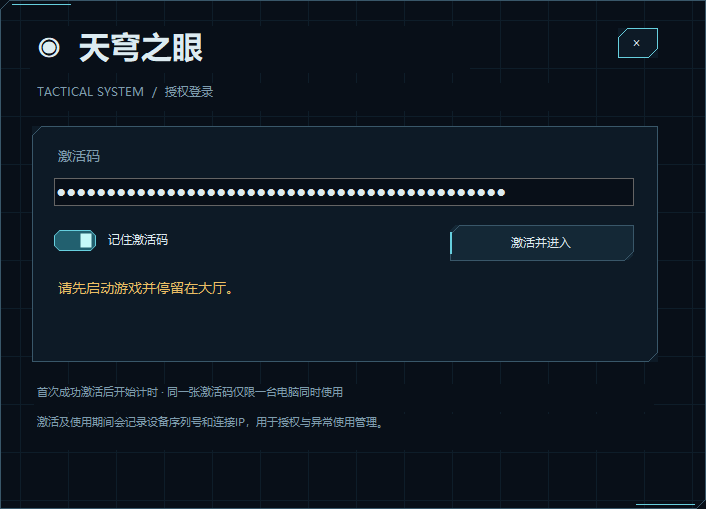 天穹之眼
×
TACTICAL SYSTEM / 授权登录
激活码
●●●●●●●●●●●●●●●●●●●●●●●●●●●●●●●●●●●●●●●●●●●●●
记住激活码
激活并进入
请先启动游戏并停留在大厅。
首次成功激活后开始计时 · 同一张激活码仅限一台电脑同时使用
激活及使用期间会记录设备序列号和连接IP，用于授权与异常使用管理。